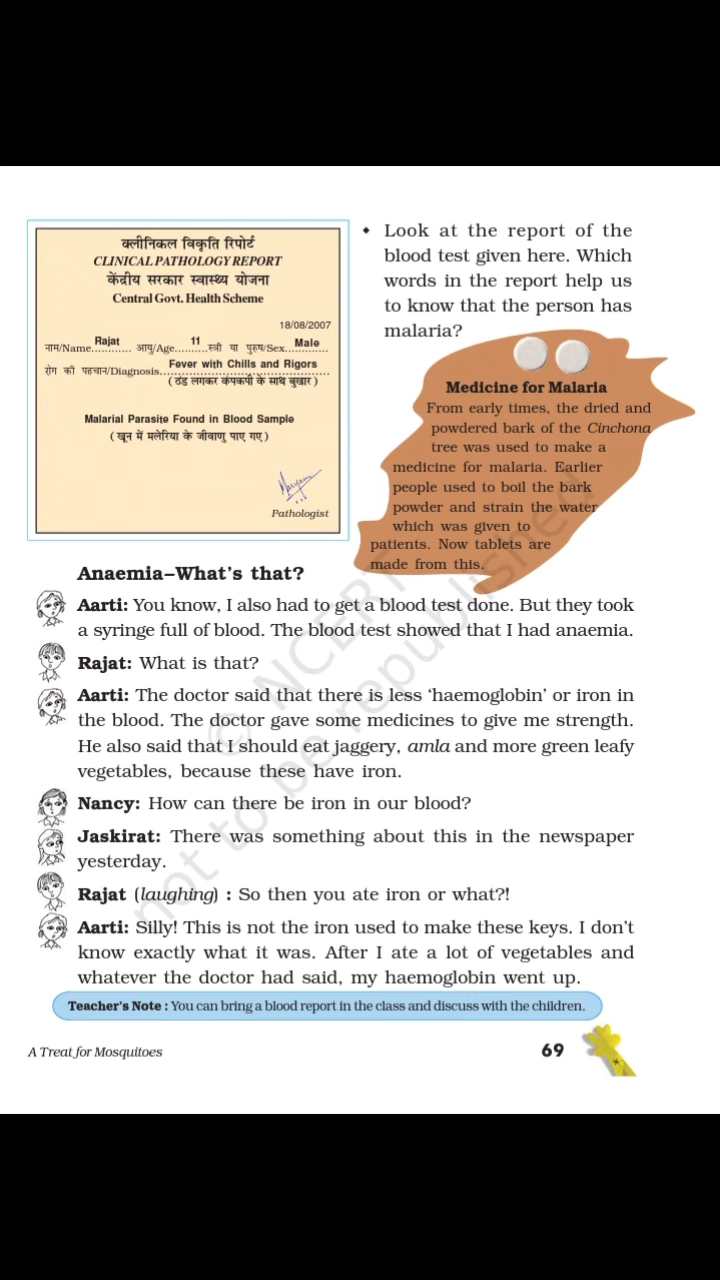 क्लीनिकल विकृति रिपोर्ट
CLINICAL PATHOLOGY REPORT
केंद्रीय सरकार स्वास्थ्य योजना
Central Govt. Health Scheme
18/08/2007
नाम/Name.Rajat आयु/Age.11 स्त्री या पुरुष/Sex.Male
रोग की पहचान/Diagnosis.Fever with Chills and Rigors
(ठंड लगकर कंपकपी के साथ बुखार)
Malarial Parasite Found in Blood Sample
(खून में मलेरिया के जीवाणु पाए गए)
Pathologist
• Look at the report of the
blood test given here. Which
words in the report help us
to know that the person has
malaria?
Medicine for Malaria
From early times, the dried and
powdered bark of the Cinchona
tree was used to make a
medicine for malaria. Earlier
people used to boil the bark
powder and strain the water
which was given to
patients. Now tablets are
made from this.
Anaemia–What's that?
Aarti: You know, I also had to get a blood test done. But they took
a syringe full of blood. The blood test showed that I had anaemia.
Rajat: What is that?
Aarti: The doctor said that there is less 'haemoglobin' or iron in
the blood. The doctor gave some medicines to give me strength.
He also said that I should eat jaggery, amla and more green leafy
vegetables, because these have iron.
Nancy: How can there be iron in our blood?
Jaskirat: There was something about this in the newspaper
yesterday.
Rajat (laughing) : So then you ate iron or what?!
Aarti: Silly! This is not the iron used to make these keys. I don't
know exactly what it was. After I ate a lot of vegetables and
whatever the doctor had said, my haemoglobin went up.
Teacher's Note : You can bring a blood report in the class and discuss with the children.
A Treat for Mosquitoes
69
© NCERT
not to be republished